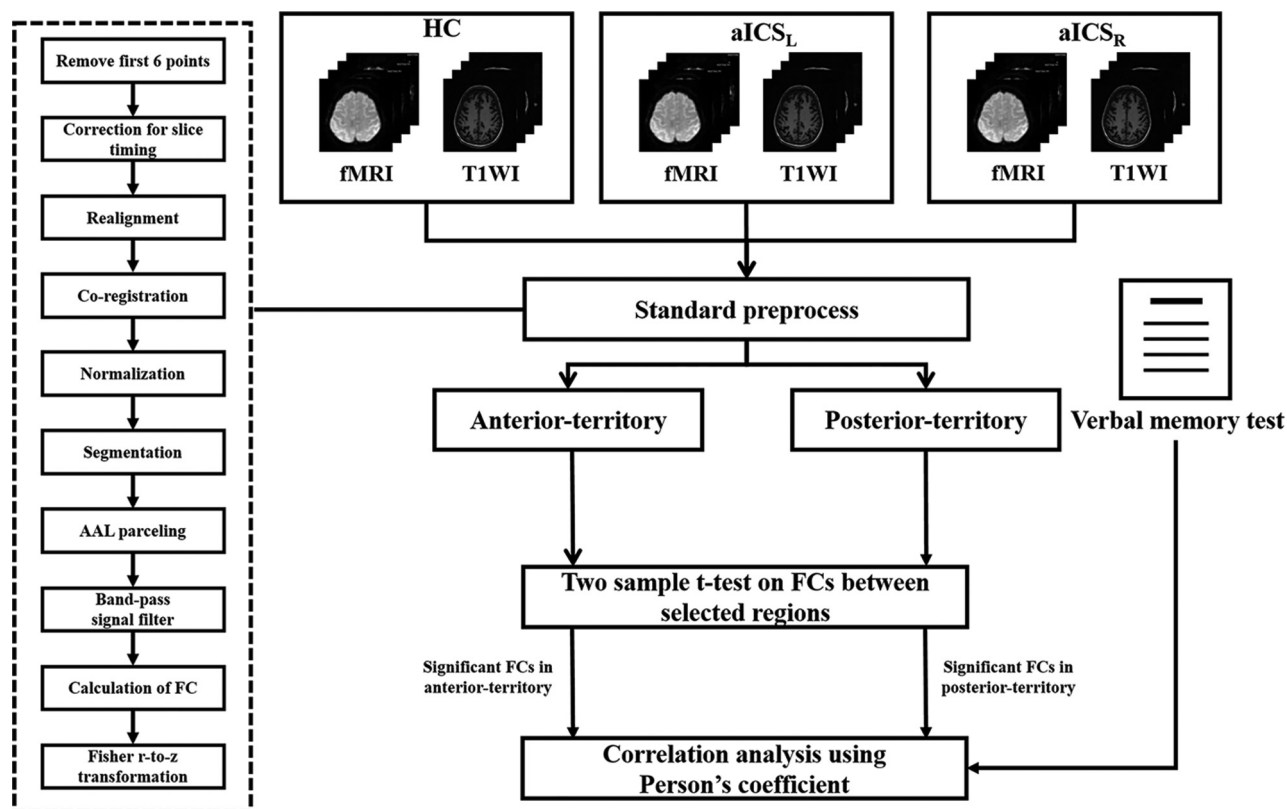 Remove first 6 points
Correction for slice
timing
Realignment
Co-registration
Normalization
Segmentation
AAL parceling
Band-pass
signal filter
Calculation of FC
Fisher r-to-z
transformation
HC
fMRI T1WI
aICSL
fMRI T1WI
aICSR
fMRI T1WI
Standard preprocess
Anterior-territory
Posterior-territory
Verbal memory test
Two sample t-test on FCs between
selected regions
Significant FCs in
anterior-territory
Significant FCs in
posterior-territory
Correlation analysis using
Person's coefficient